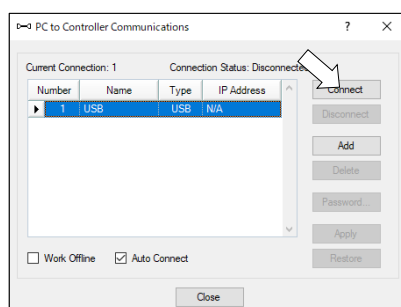 PC to Controller Communications ? ×
Current Connection: 1 Connection Status: Disconnected
Number Name Type IP Address Connect
1 USB USB N/A Disconnect
Add
Delete
Password...
Apply
Work Offline Auto Connect Restore
Close